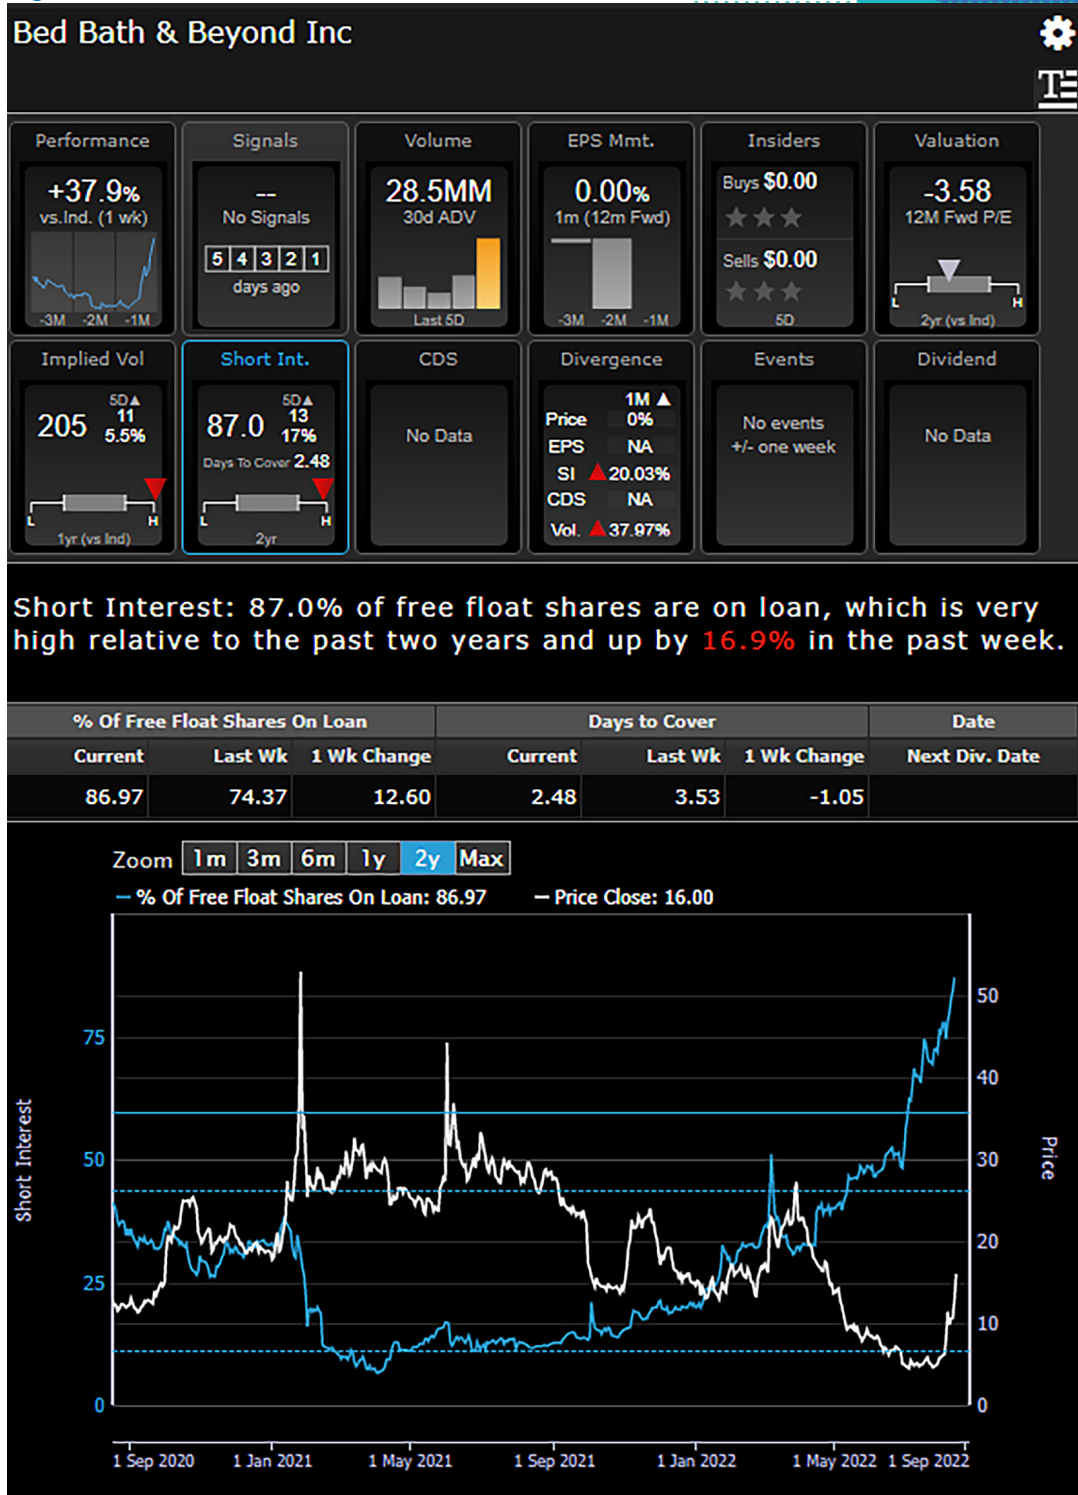 Bed Bath & Beyond Inc
T
Performance
+37.9%
vs.Ind. (1 wk)
-3M -2M -1M
Signals
--
No Signals
5 4 3 2 1
days ago
Volume
28.5MM
30d ADV
Last 5D
EPS Mmt.
0.00%
1m (12m Fwd)
-3M -2M -1M
Insiders
Buys $0.00
Sells $0.00
5D
Valuation
-3.58
12M Fwd P/E
L H
2yr (vs Ind)
Implied Vol
5D▲
205 11
5.5%
L H
1yr (vs Ind)
Short Int.
5D▲
87.0 13
17%
Days To Cover 2.48
L H
2yr
CDS
No Data
Divergence
1M ▲
Price 0%
EPS NA
SI ▲20.03%
CDS NA
Vol. ▲37.97%
Events
No events
+/- one week
Dividend
No Data
Short Interest: 87.0% of free float shares are on loan, which is very
high relative to the past two years and up by 16.9% in the past week.
% Of Free Float Shares On Loan Days to Cover Date
Current Last Wk 1 Wk Change Current Last Wk 1 Wk Change Next Div. Date
86.97 74.37 12.60 2.48 3.53 -1.05
Zoom 1m 3m 6m 1y 2y Max
% Of Free Float Shares On Loan: 86.97 Price Close: 16.00
Short Interest
75
50
25
0
50
40
30
20
10
0
Price
1 Sep 2020 1 Jan 2021 1 May 2021 1 Sep 2021 1 Jan 2022 1 May 2022 1 Sep 2022